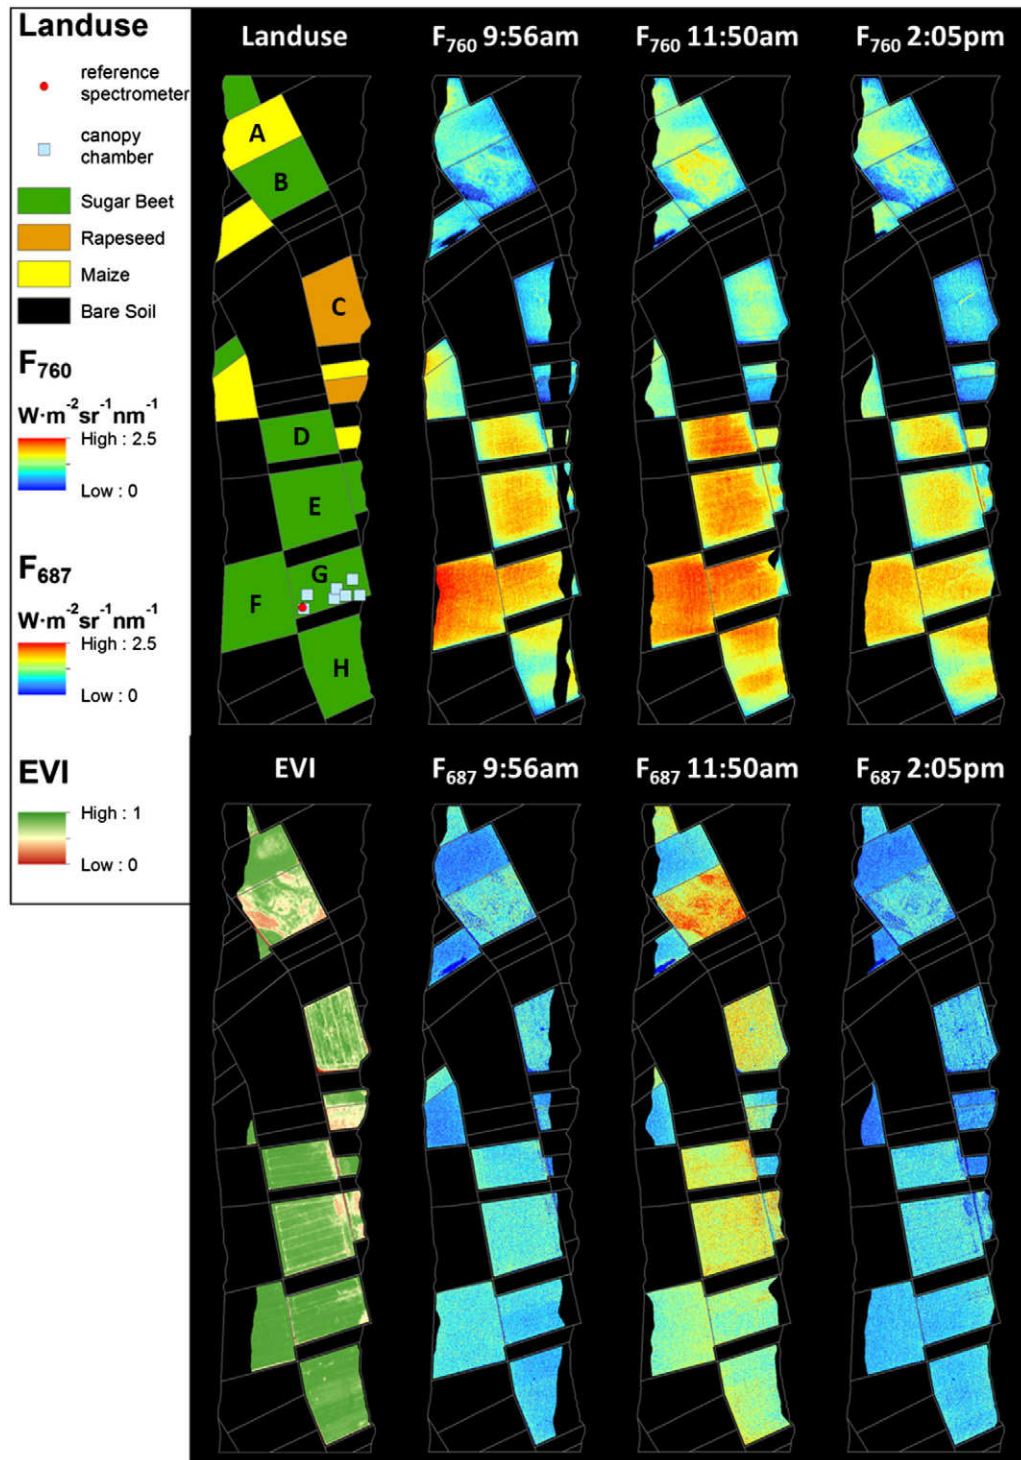 Landuse
reference
spectrometer
canopy
chamber
Sugar Beet
Rapeseed
Maize
Bare Soil
F760
W·m⁻²sr⁻¹nm⁻¹
High : 2.5
Low : 0
F687
W·m⁻²sr⁻¹nm⁻¹
High : 2.5
Low : 0
EVI
High : 1
Low : 0
Landuse
F760 9:56am
F760 11:50am
F760 2:05pm
A
B
C
D
E
G
F
H
EVI
F687 9:56am
F687 11:50am
F687 2:05pm